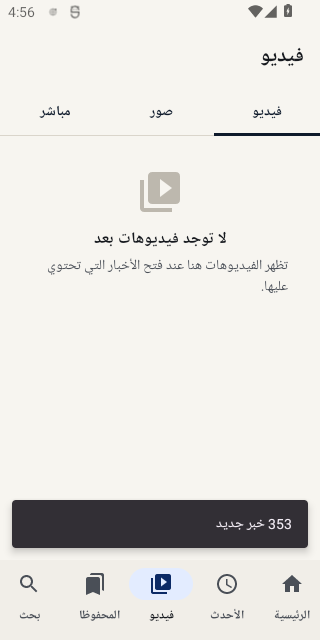 4:56
فيديو
فيديو
صور
مباشر
لا توجد فيديوهات بعد
تظهر الفيديوهات هنا عند فتح الأخبار التي تحتوي
عليها.
353 خبر جديد
الرئيسية
الأحدث
فيديو
المحفوظا
بحث